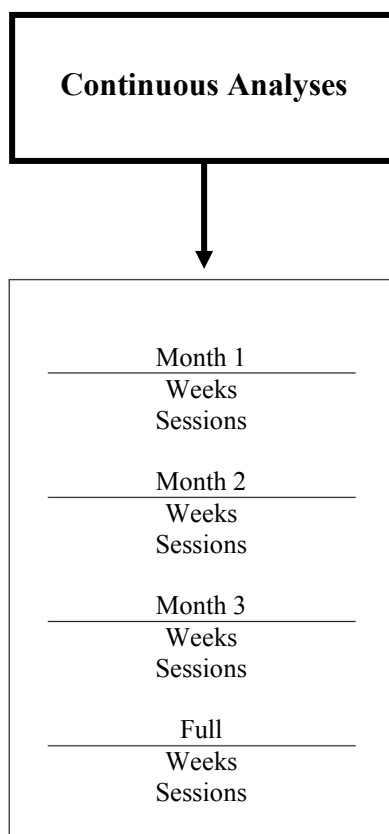 Continuous Analyses
Month 1
Weeks
Sessions
Month 2
Weeks
Sessions
Month 3
Weeks
Sessions
Full
Weeks
Sessions